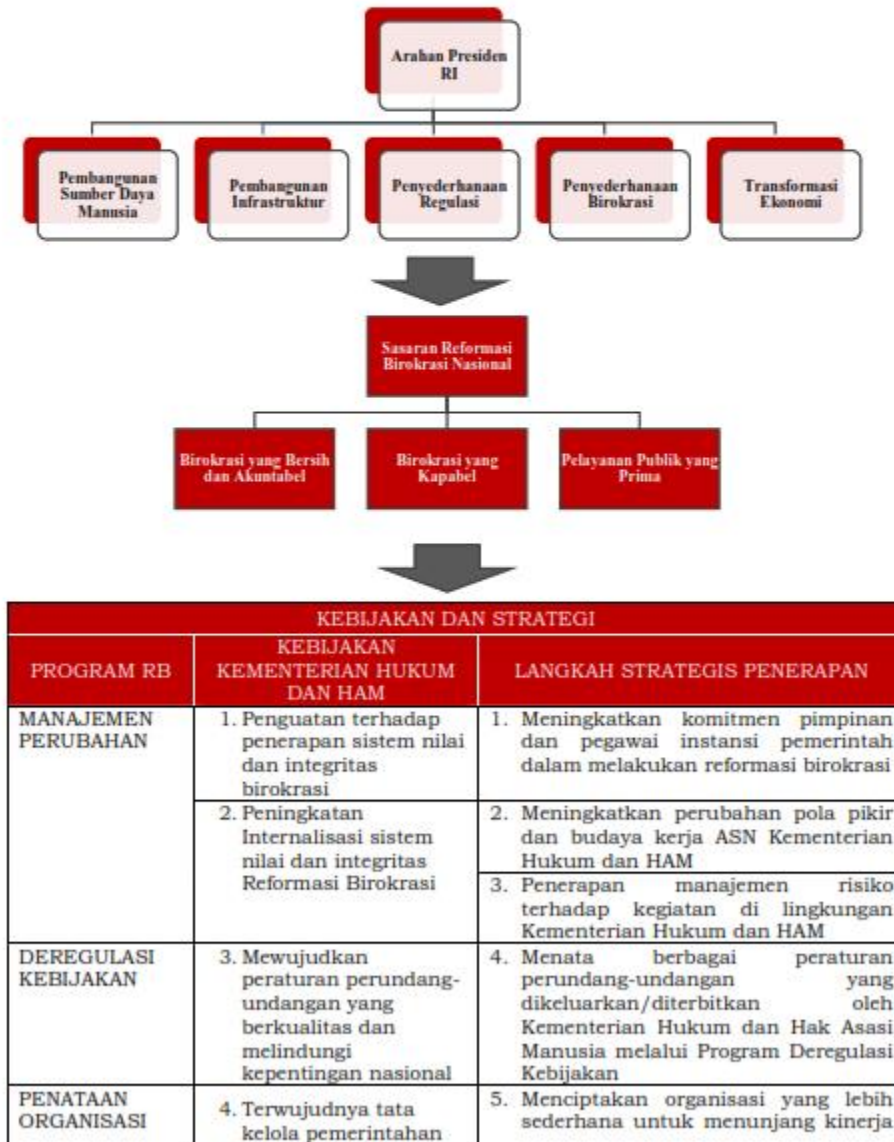 Arahan Presiden
RI
Pembangunan
Sumber Daya
Manusia
Pembangunan
Infrastruktur
Penyederhanaan
Regulasi
Penyederhanaan
Birokrasi
Transformasi
Ekonomi
Sasaran Reformasi
Birokrasi Nasional
Birokrasi yang Bersih
dan Akuntabel
Birokrasi yang
Kapabel
Pelayanan Publik yang
Prima
KEBIJAKAN DAN STRATEGI
PROGRAM RB
KEBIJAKAN
KEMENTERIAN HUKUM
DAN HAM
LANGKAH STRATEGIS PENERAPAN
MANAJEMEN
PERUBAHAN
1. Penguatan terhadap
penerapan sistem nilai
dan integritas
birokrasi
1. Meningkatkan komitmen pimpinan
dan pegawai instansi pemerintah
dalam melakukan reformasi birokrasi
2. Peningkatan
Internalisasi sistem
nilai dan integritas
Reformasi Birokrasi
2. Meningkatkan perubahan pola pikir
dan budaya kerja ASN Kementerian
Hukum dan HAM
3. Penerapan manajemen risiko
terhadap kegiatan di lingkungan
Kementerian Hukum dan HAM
DEREGULASI
KEBIJAKAN
3. Mewujudkan
peraturan perundang-
undangan yang
berkualitas dan
melindungi
kepentingan nasional
4. Menata berbagai peraturan
perundang-undangan yang
dikeluarkan/diterbitkan oleh
Kementerian Hukum dan Hak Asasi
Manusia melalui Program Deregulasi
Kebijakan
PENATAAN
ORGANISASI
4. Terwujudnya tata
kelola pemerintahan
5. Menciptakan organisasi yang lebih
sederhana untuk menunjang kinerja